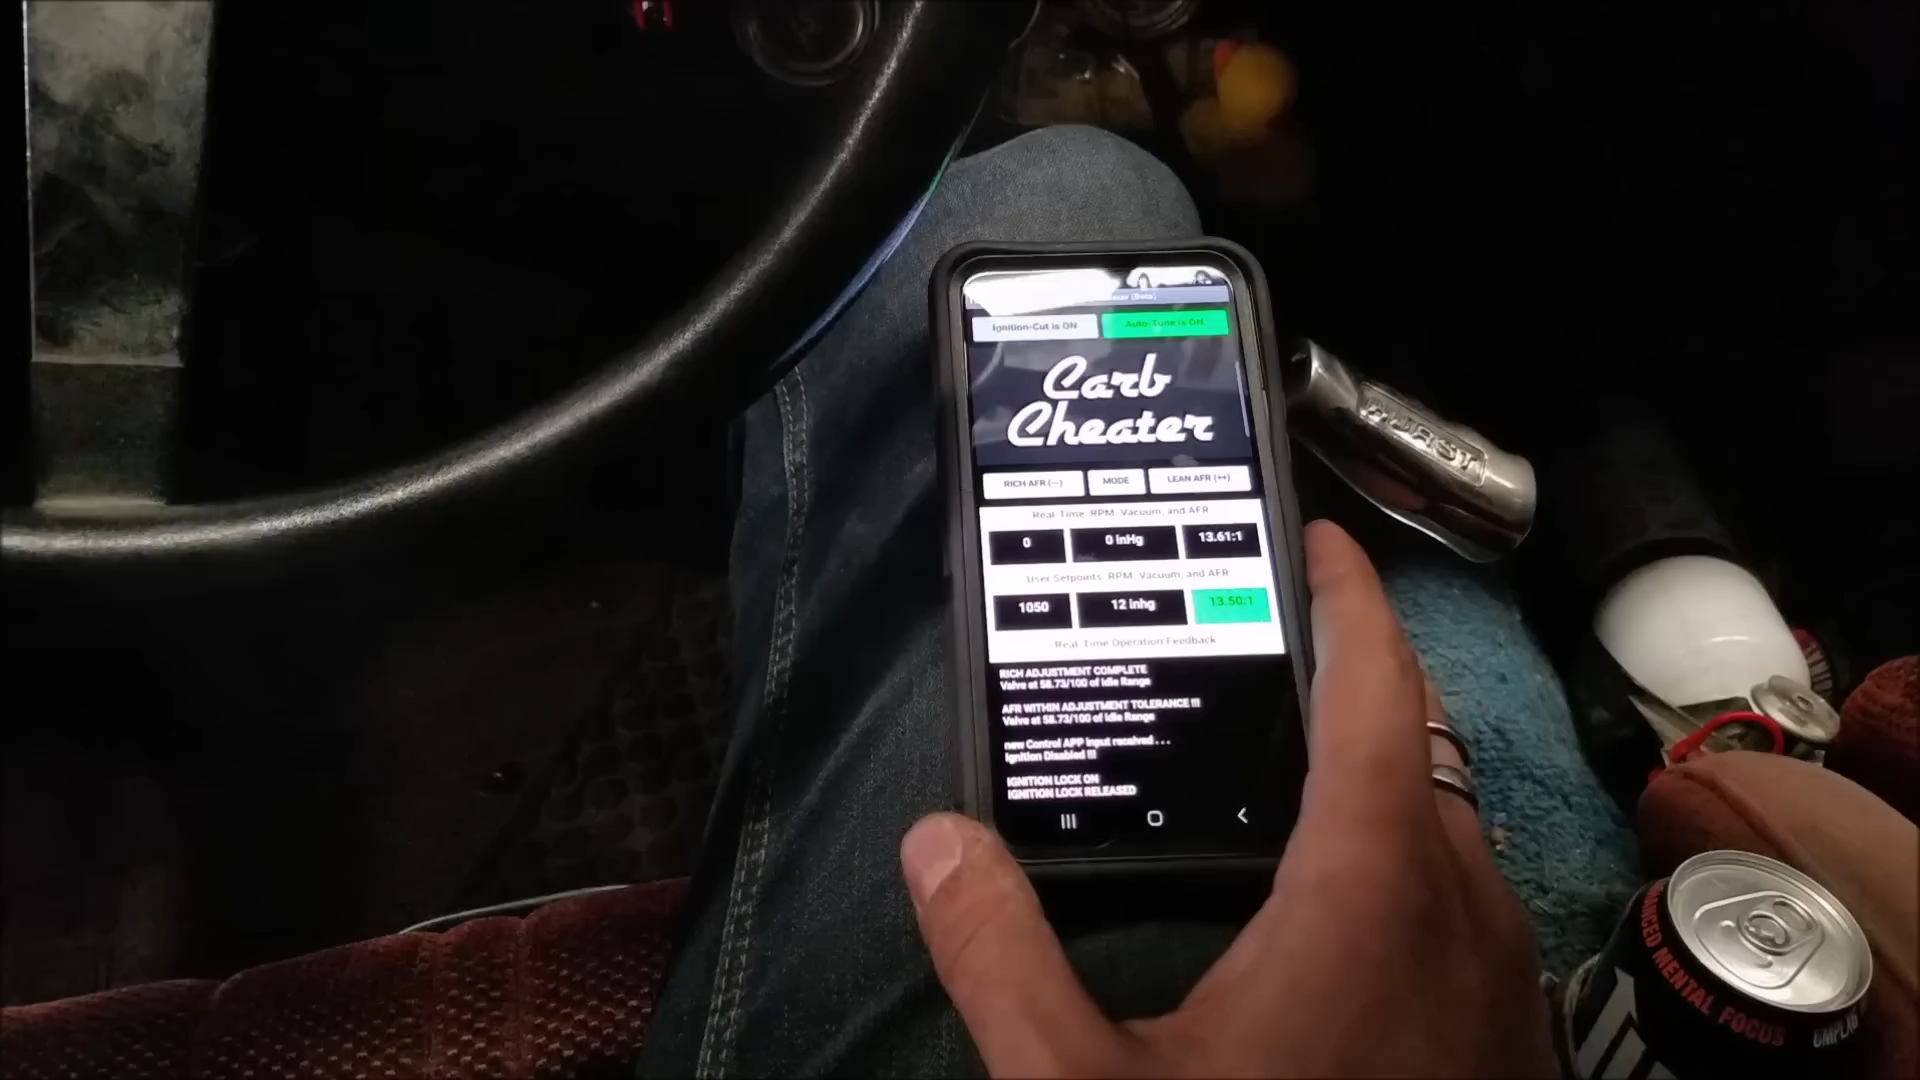 (Beta)
Ignition-Cut is ON
Auto-Tune is ON
Carb
Cheater
RICH AFR (--)
MODE
LEAN AFR (++)
Real-Time RPM, Vacuum, and AFR
0
0 inHg
13.61:1
User Setpoints: RPM, Vacuum, and AFR
1050
12 inhg
13.50:1
Real-Time Operation Feedback
RICH ADJUSTMENT COMPLETE
Valve at 58.73/100 of Idle Range
AFR WITHIN ADJUSTMENT TOLERANCE !!!
Valve at 58.73/100 of Idle Range
new Control APP input received . . .
Ignition Disabled !!!
IGNITION LOCK ON
IGNITION LOCK RELEASED
HURST
MENTAL FOCUS